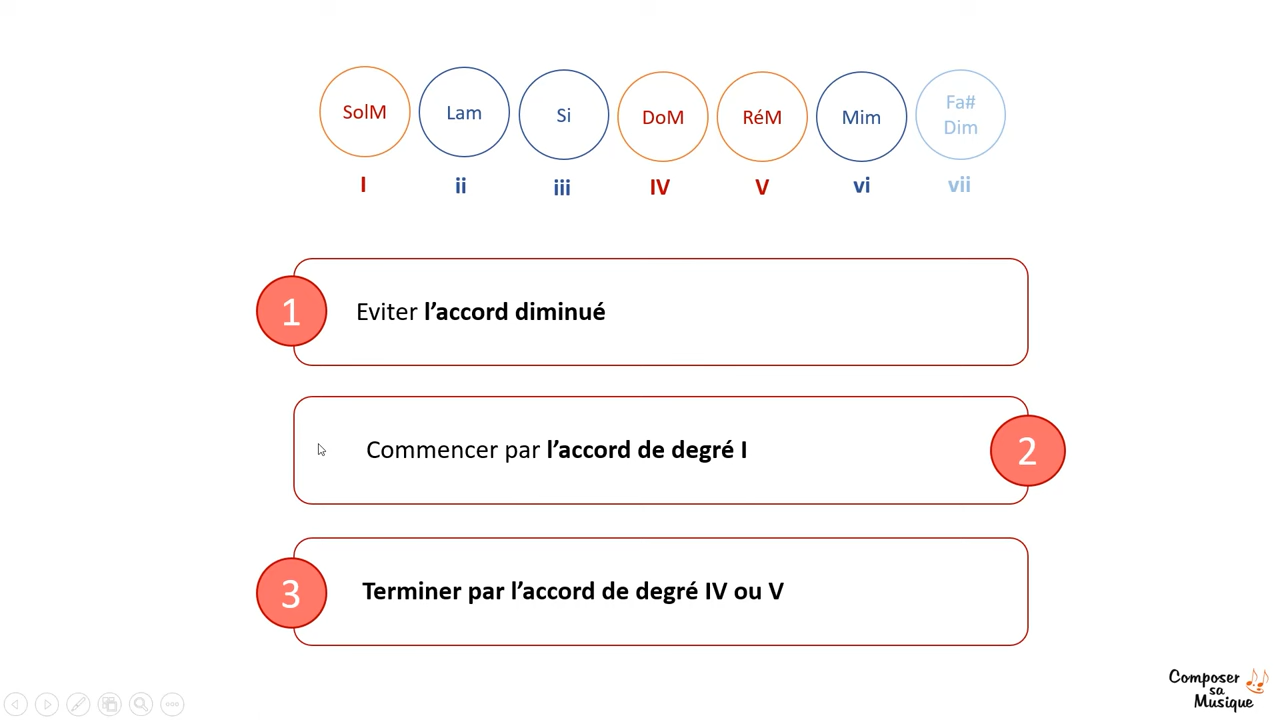 SolM Lam Si DoM RéM Mim Fa#
Dim
I ii iii IV V vi vii
1 Eviter l’accord diminué
Commencer par l’accord de degré I 2
3 Terminer par l’accord de degré IV ou V
Composer
sa
Musique